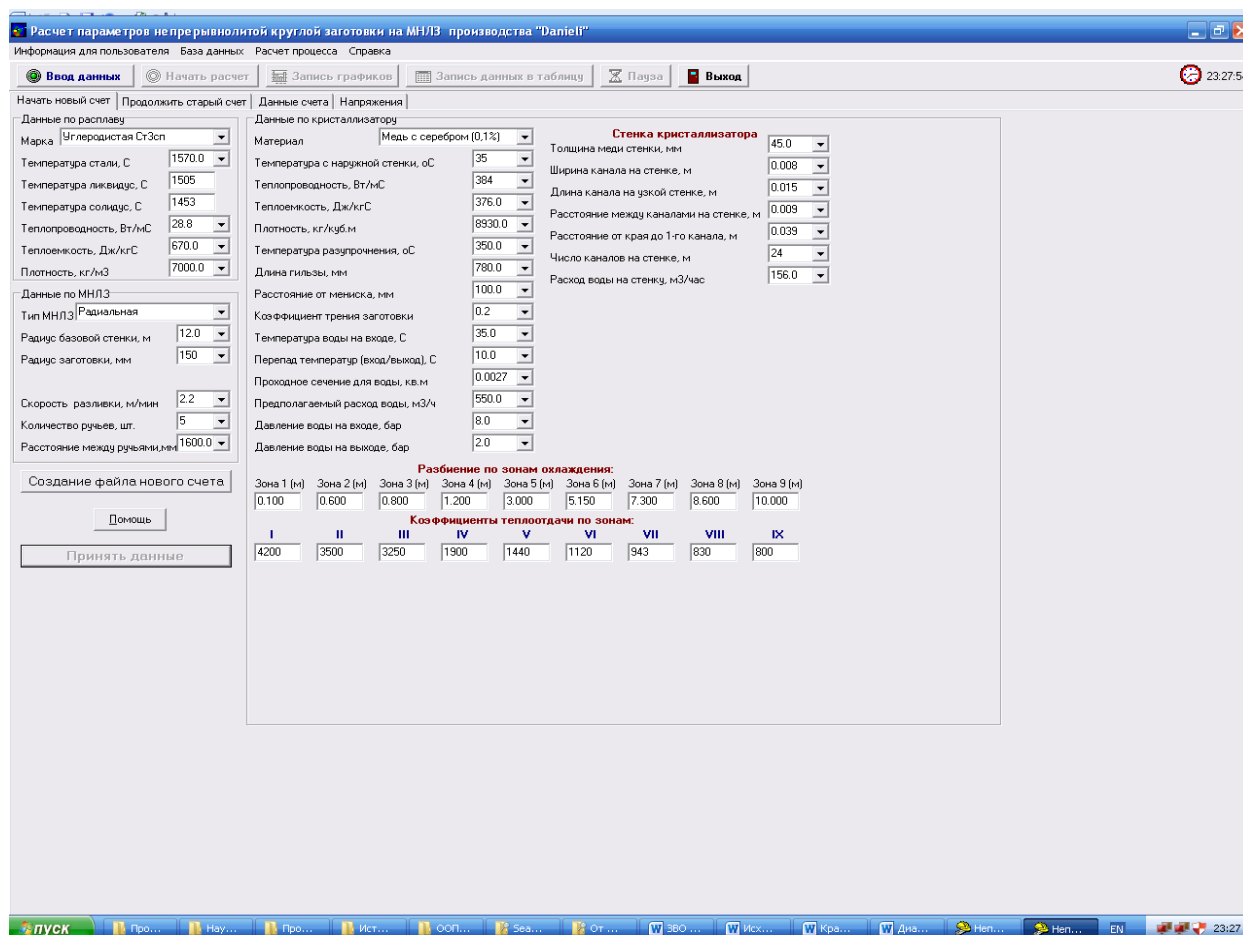 Расчет параметров непрерывнолитой круглой заготовки на МНЛЗ производства "Danieli"
Информация для пользователя База данных Расчет процесса Справка
Ввод данных Начать расчет Запись графиков Запись данных в таблицу Пауза Выход 23:27:5
Начать новый счет Продолжить старый счет Данные счета Напряжения
Данные по расплаву
Марка Углеродистая Ст3сп
Температура стали, С 1570.0
Температура ликвидус, С 1505
Температура солидус, С 1453
Теплопроводность, Вт/мС 28.8
Теплоемкость, Дж/кгС 670.0
Плотность, кг/м3 7000.0
Данные по МНЛЗ
Тип МНЛЗ Радиальная
Радиус базовой стенки, м 12.0
Радиус заготовки, мм 150
Скорость разливки, м/мин 2.2
Количество ручьев, шт. 5
Расстояние между ручьями,мм 1600.0
Создание файла нового счета
Помощь
Принять данные
Данные по кристаллизатору
Материал Медь с серебром (0,1%)
Температура с наружной стенки, оС 35
Теплопроводность, Вт/мС 384
Теплоемкость, Дж/кгС 376.0
Плотность, кг/куб.м 8930.0
Температура разупрочнения, оС 350.0
Длина гильзы, мм 780.0
Расстояние от мениска, мм 100.0
Коэффициент трения заготовки 0.2
Температура воды на входе, С 35.0
Перепад температур (вход/выход), С 10.0
Проходное сечение для воды, кв.м 0.0027
Предполагаемый расход воды, м3/ч 550.0
Давление воды на входе, бар 8.0
Давление воды на выходе, бар 2.0
Стенка кристаллизатора
Толщина меди стенки, мм 45.0
Ширина канала на стенке, м 0.008
Длина канала на узкой стенке, м 0.015
Расстояние между каналами на стенке, м 0.009
Расстояние от края до 1-го канала, м 0.039
Число каналов на стенке, м 24
Расход воды на стенку, м3/час 156.0
Разбиение по зонам охлаждения:
Зона 1 (м) Зона 2 (м) Зона 3 (м) Зона 4 (м) Зона 5 (м) Зона 6 (м) Зона 7 (м) Зона 8 (м) Зона 9 (м)
0.100 0.600 0.800 1.200 3.000 5.150 7.300 8.600 10.000
Коэффициенты теплоотдачи по зонам:
I II III IV V VI VII VIII IX
4200 3500 3250 1900 1440 1120 943 830 800
пуск Про... Нау... Про... Ист... ООП... Sea... От ... ЗВО ... Исх... Кра... Диа... Неп... Неп... EN 23:27